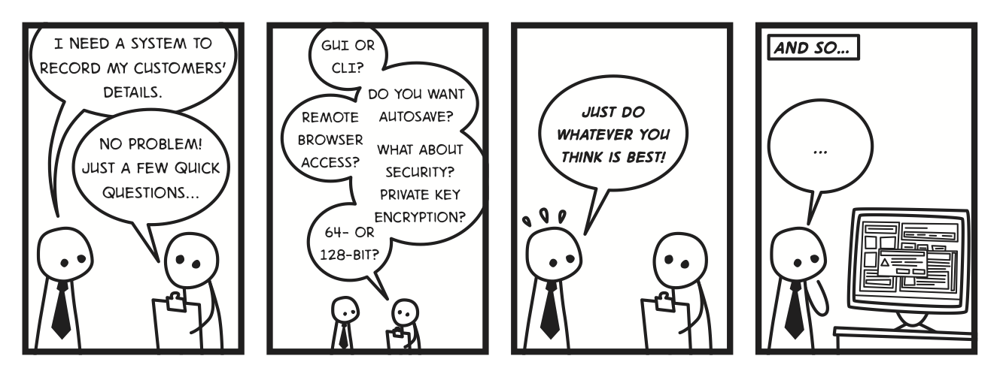 I NEED A SYSTEM TO
RECORD MY CUSTOMERS'
DETAILS.
NO PROBLEM!
JUST A FEW QUICK
QUESTIONS...
GUI OR
CLI?
DO YOU WANT
AUTOSAVE?
REMOTE
BROWSER
ACCESS?
WHAT ABOUT
SECURITY?
PRIVATE KEY
ENCRYPTION?
64- OR
128-BIT?
JUST DO
WHATEVER YOU
THINK IS BEST!
AND SO...
...